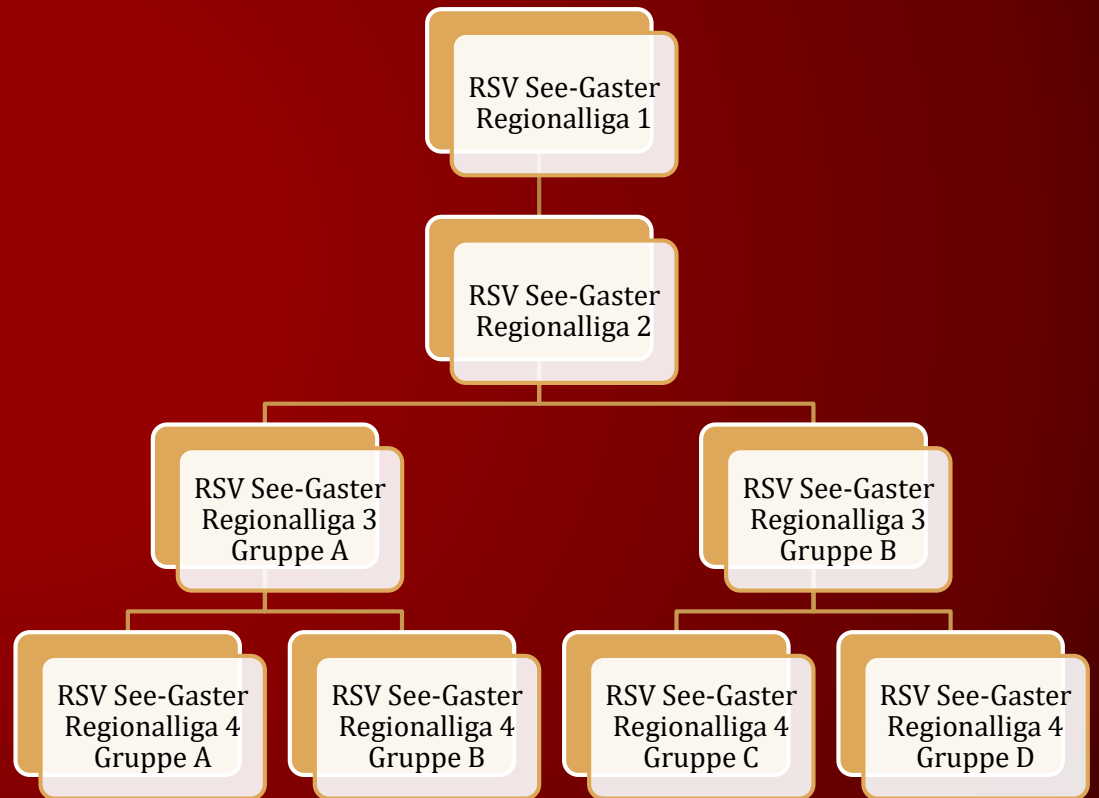 RSV See-Gaster
Regionalliga 1
RSV See-Gaster
Regionalliga 2
RSV See-Gaster
Regionalliga 3
Gruppe A
RSV See-Gaster
Regionalliga 3
Gruppe B
RSV See-Gaster
Regionalliga 4
Gruppe A
RSV See-Gaster
Regionalliga 4
Gruppe B
RSV See-Gaster
Regionalliga 4
Gruppe C
RSV See-Gaster
Regionalliga 4
Gruppe D